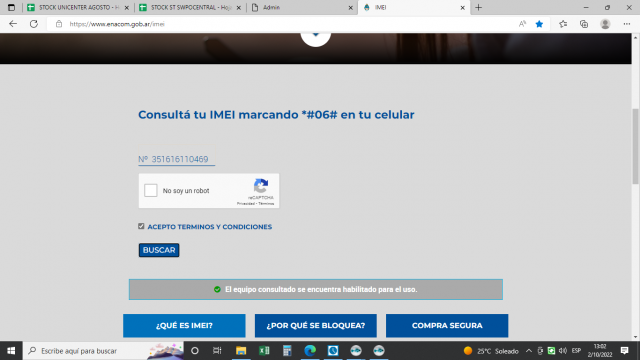 STOCK UNICENTER AGOSTO - H
STOCK ST SWPOCENTRAL - Hoja
Admin
IMEI
https://www.enacom.gob.ar/imei
Consultá tu IMEI marcando *#06# en tu celular
Nº 351616110469
No soy un robot
reCAPTCHA
Privacidad - Términos
ACEPTO TERMINOS Y CONDICIONES
BUSCAR
El equipo consultado se encuentra habilitado para el uso.
¿QUÉ ES IMEI?
¿POR QUÉ SE BLOQUEA?
COMPRA SEGURA
Escribe aquí para buscar
25°C Soleado
ESP
13:02
2/10/2022